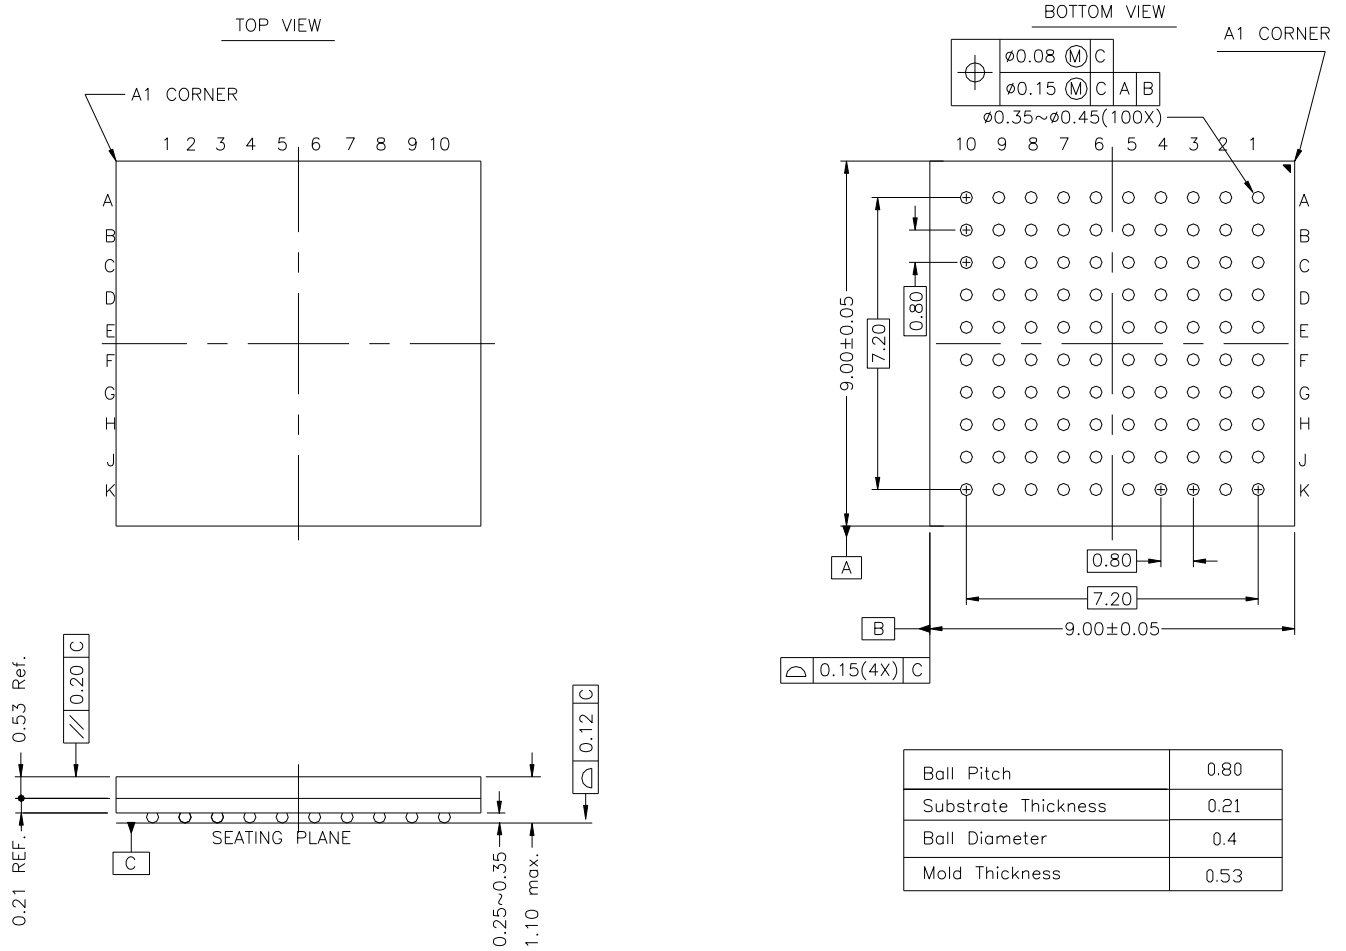 TOP VIEW
A1 CORNER
1 2 3 4 5 6 7 8 9 10
A
B
C
D
E
F
G
H
J
K
BOTTOM VIEW
A1 CORNER
⌀0.08 Ⓜ C
⌀0.15 Ⓜ C A B
⌀0.35~⌀0.45(100X)
10 9 8 7 6 5 4 3 2 1
A
B
C
D
E
F
G
H
J
K
9.00±0.05
7.20
0.80
A
0.80
7.20
B
9.00±0.05
0.15(4X) C
0.53 Ref.
0.21 REF.
// 0.20 C
0.12 C
SEATING PLANE
C
0.25~0.35
1.10 max.
Ball Pitch 0.80
Substrate Thickness 0.21
Ball Diameter 0.4
Mold Thickness 0.53